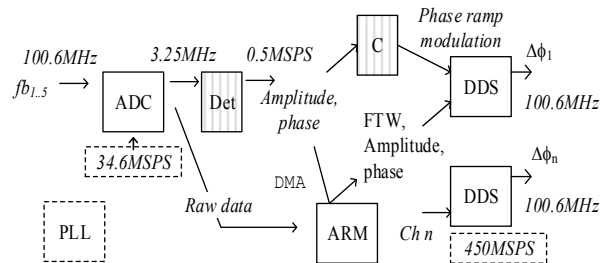 Phase ramp
modulation
100.6MHz
3.25MHz
0.5MSPS
C
Δϕ1
fb1..5
ADC
Det
Amplitude,
phase
DDS
100.6MHz
FTW,
Amplitude,
phase
34.6MSPS
DMA
Δϕn
Raw data
DDS
PLL
ARM
Ch n
100.6MHz
450MSPS